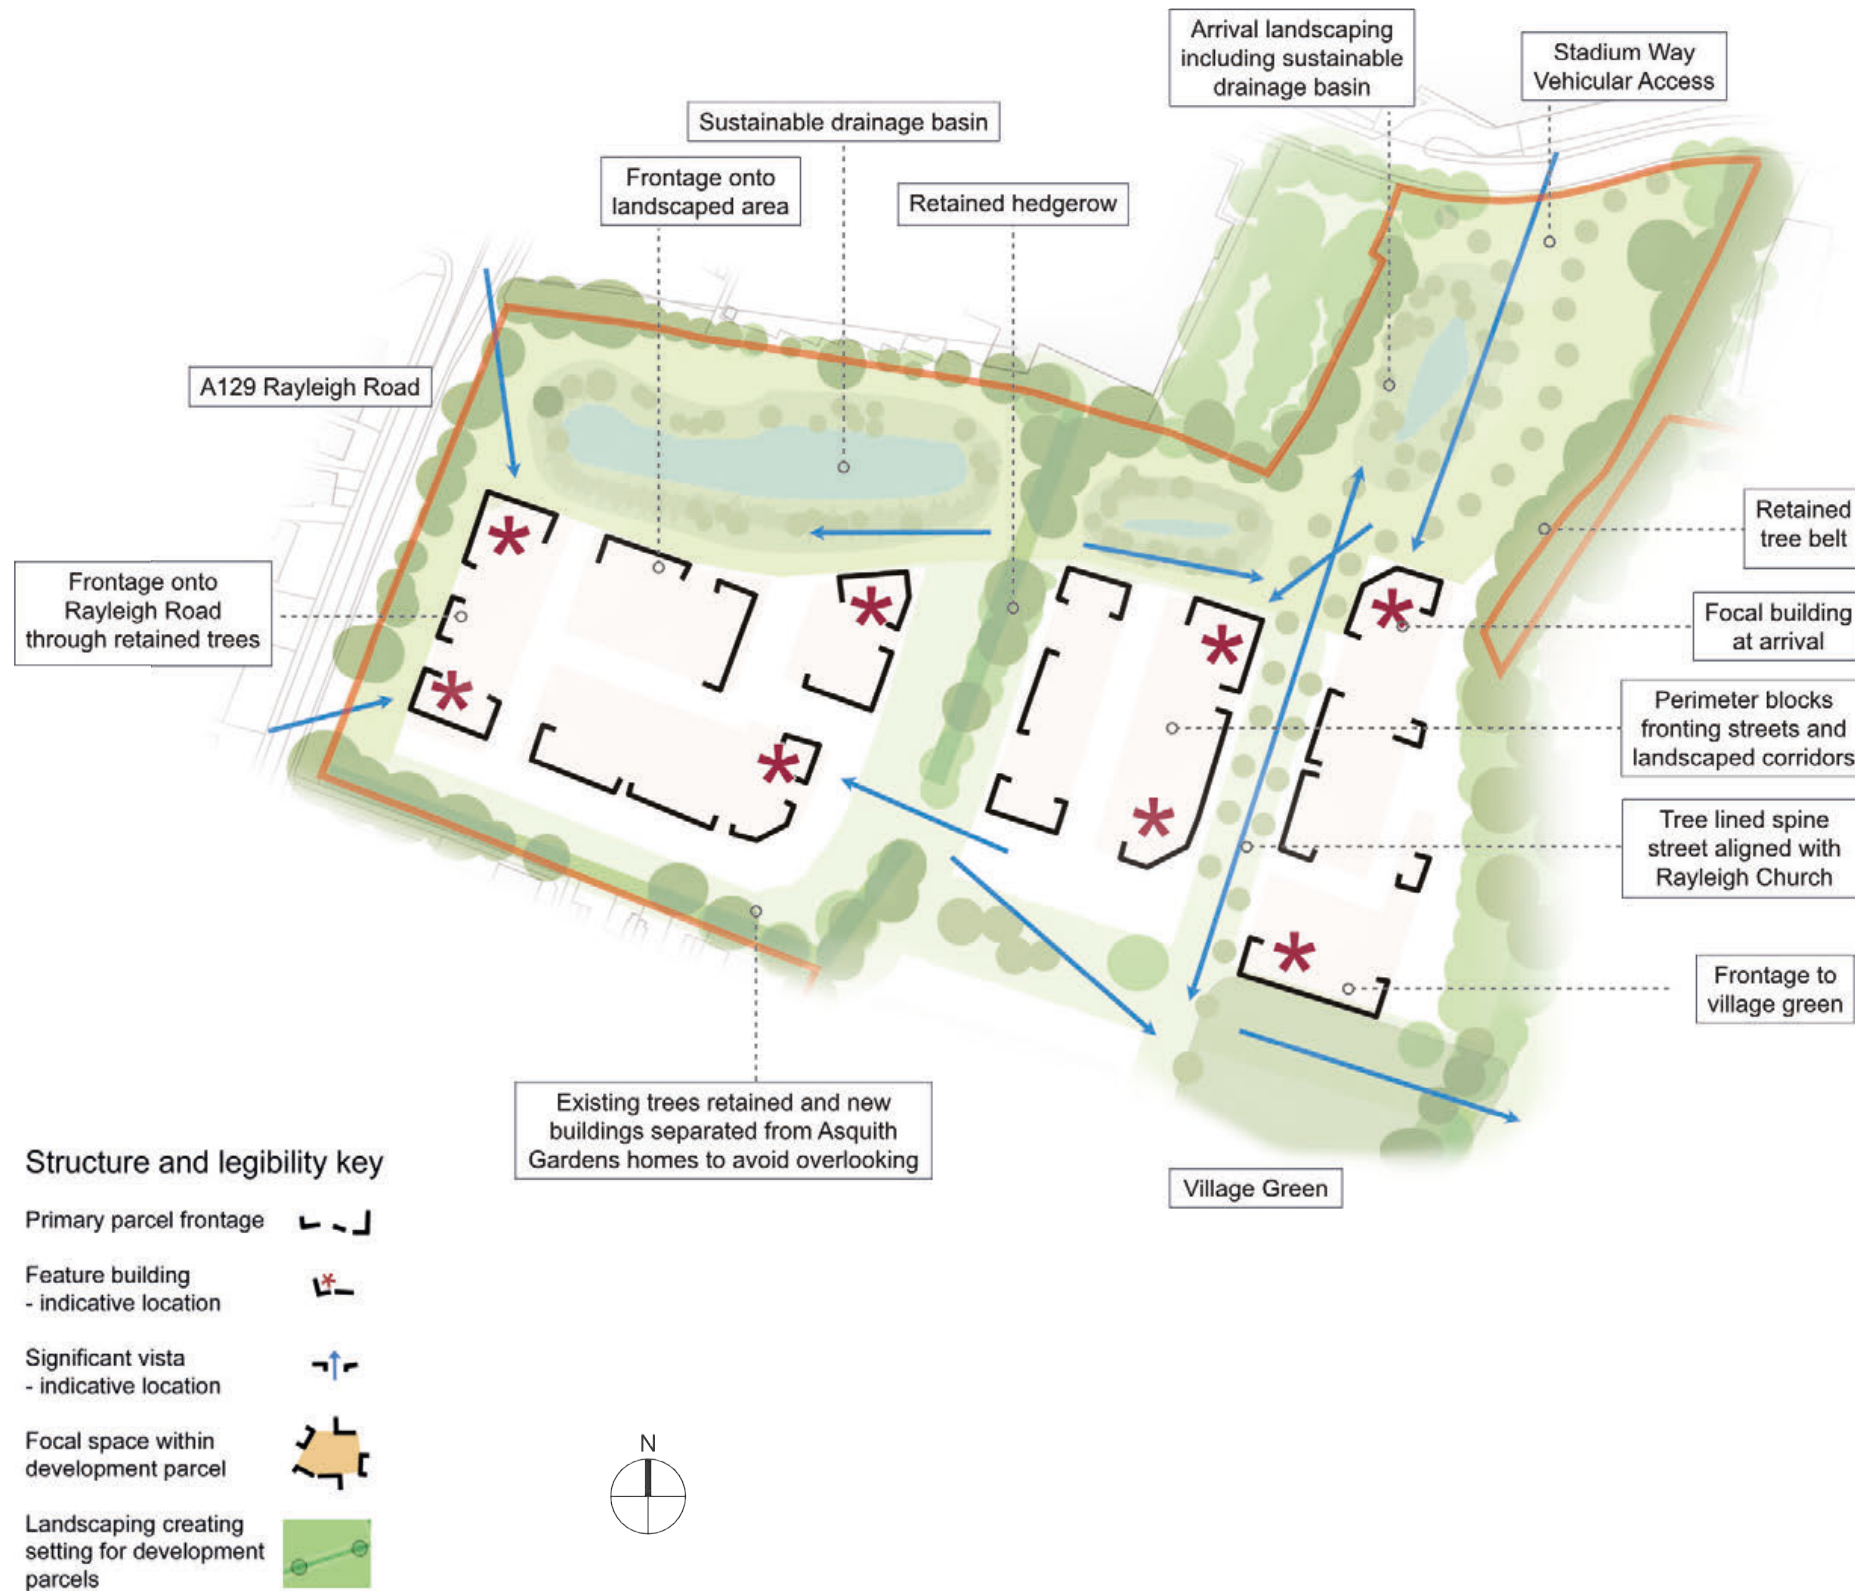 Arrival landscaping
including sustainable
drainage basin
Stadium Way
Vehicular Access
Sustainable drainage basin
Frontage onto
landscaped area
Retained hedgerow
A129 Rayleigh Road
Retained
tree belt
Frontage onto
Rayleigh Road
through retained trees
Focal building
at arrival
Perimeter blocks
fronting streets and
landscaped corridors
Tree lined spine
street aligned with
Rayleigh Church
Frontage to
village green
Existing trees retained and new
buildings separated from Asquith
Gardens homes to avoid overlooking
Village Green
Structure and legibility key
Primary parcel frontage
Feature building
- indicative location
Significant vista
- indicative location
Focal space within
development parcel
Landscaping creating
setting for development
parcels
N